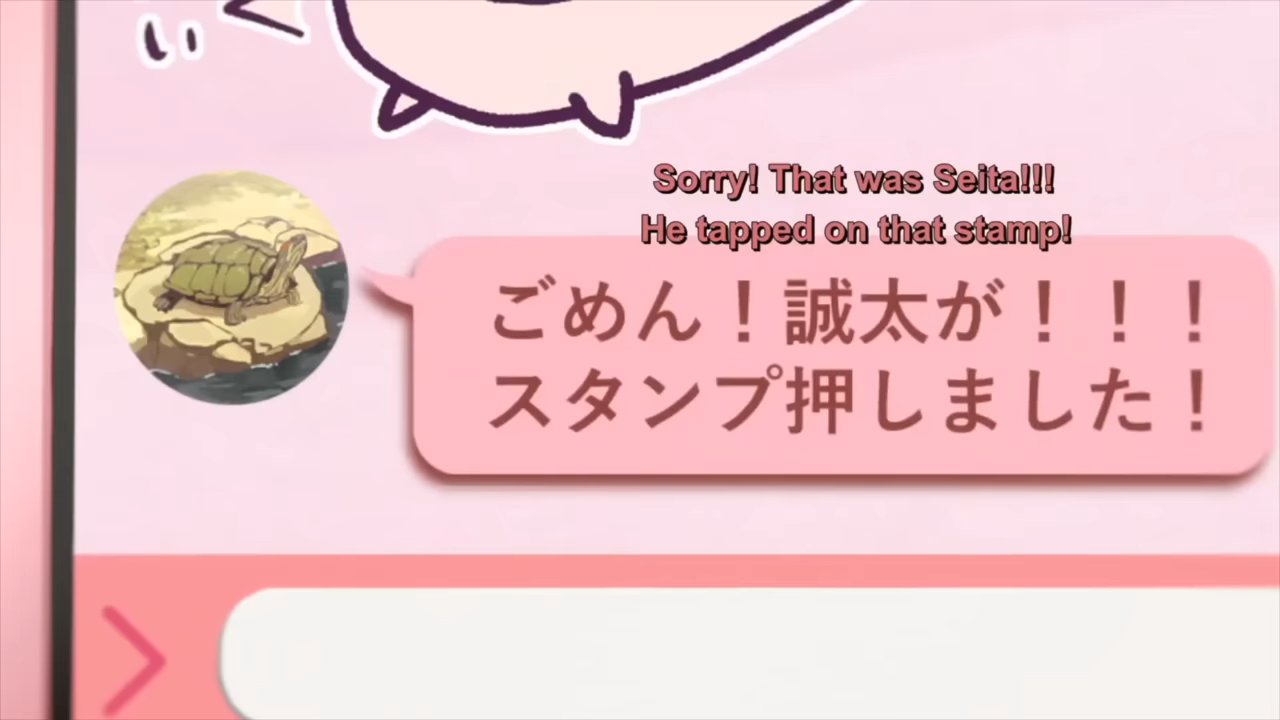 い
Sorry! That was Seita!!!
He tapped on that stamp!
ごめん！誠太が！！！
スタンプ押しました！